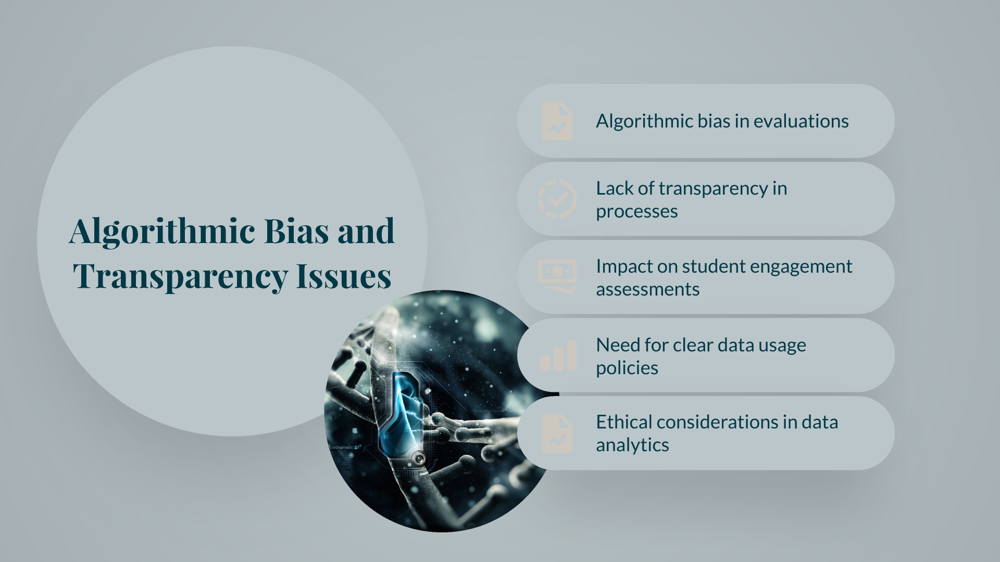 Algorithmic Bias and
Transparency Issues
Algorithmic bias in evaluations
Lack of transparency in
processes
Impact on student engagement
assessments
Need for clear data usage
policies
Ethical considerations in data
analytics